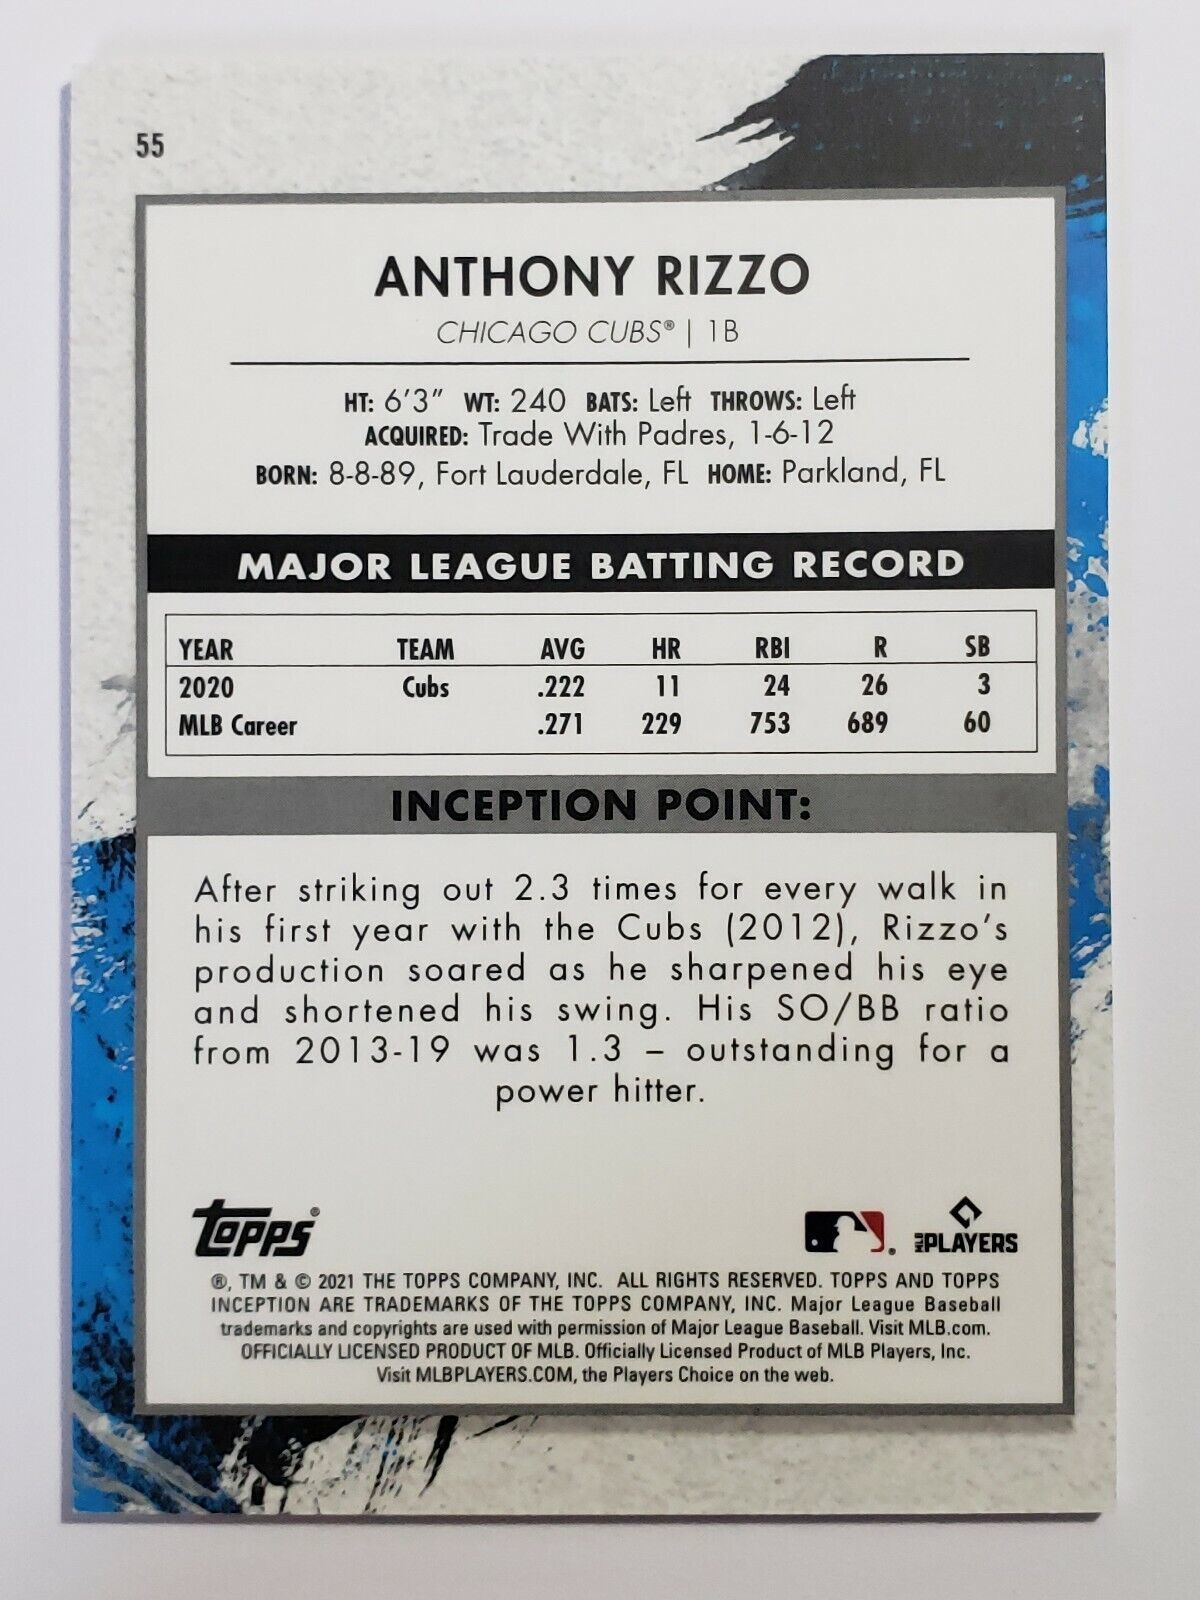 55
ANTHONY RIZZO
CHICAGO CUBS® | 1B
HT: 6'3" WT: 240 BATS: Left THROWS: Left
ACQUIRED: Trade With Padres, 1-6-12
BORN: 8-8-89, Fort Lauderdale, FL HOME: Parkland, FL
MAJOR LEAGUE BATTING RECORD
YEAR TEAM AVG HR RBI R SB
2020 Cubs .222 11 24 26 3
MLB Career .271 229 753 689 60
INCEPTION POINT:
After striking out 2.3 times for every walk in
his first year with the Cubs (2012), Rizzo's
production soared as he sharpened his eye
and shortened his swing. His SO/BB ratio
from 2013-19 was 1.3 – outstanding for a
power hitter.
topps®
MLB PLAYERS
®, TM & © 2021 THE TOPPS COMPANY, INC. ALL RIGHTS RESERVED. TOPPS AND TOPPS
INCEPTION ARE TRADEMARKS OF THE TOPPS COMPANY, INC. Major League Baseball
trademarks and copyrights are used with permission of Major League Baseball. Visit MLB.com.
OFFICIALLY LICENSED PRODUCT OF MLB. Officially Licensed Product of MLB Players, Inc.
Visit MLBPLAYERS.COM, the Players Choice on the web.